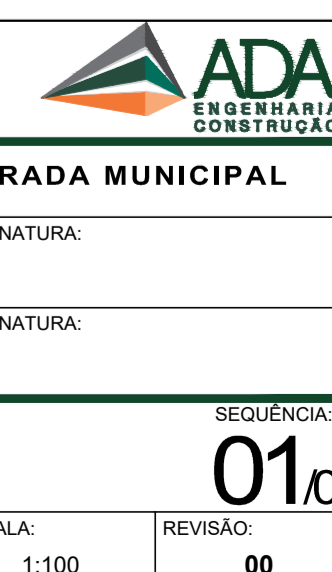 ADA
ENGENHARIA
CONSTRUÇÃO
RADA MUNICIPAL
NATURA:
NATURA:
SEQUÊNCIA:
01/0
ALA:
1:100
REVISÃO:
00